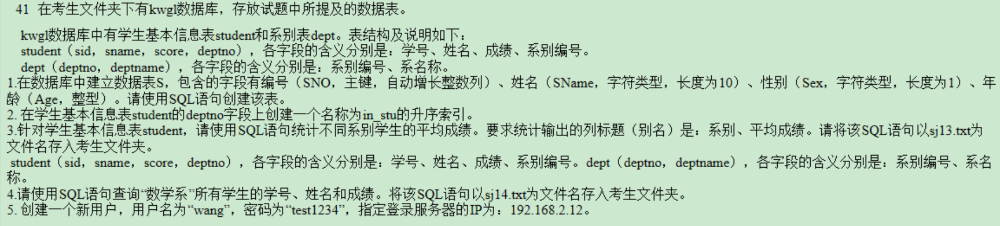 41 在考生文件夹下有kwgl数据库，存放试题中所提及的数据表。
kwgl数据库中有学生基本信息表student和系别表dept。表结构及说明如下：
student（sid，sname，score，deptno），各字段的含义分别是：学号、姓名、成绩、系别编号。
dept（deptno，deptname），各字段的含义分别是：系别编号、系名称。
1.在数据库中建立数据表S，包含的字段有编号（SNO，主键，自动增长整数列）、姓名（SName，字符类型，长度为10）、性别（Sex，字符类型，长度为1）、年
龄（Age，整型）。请使用SQL语句创建该表。
2. 在学生基本信息表student的deptno字段上创建一个名称为in_stu的升序索引。
3.针对学生基本信息表student，请使用SQL语句统计不同系别学生的平均成绩。要求统计输出的列标题（别名）是：系别、平均成绩。请将该SQL语句以sj13.txt为
文件名存入考生文件夹。
student（sid，sname，score，deptno），各字段的含义分别是：学号、姓名、成绩、系别编号。dept（deptno，deptname），各字段的含义分别是：系别编号、系名
称。
4.请使用SQL语句查询“数学系”所有学生的学号、姓名和成绩。将该SQL语句以sj14.txt为文件名存入考生文件夹。
5. 创建一个新用户，用户名为“wang”，密码为“test1234”，指定登录服务器的IP为：192.168.2.12。